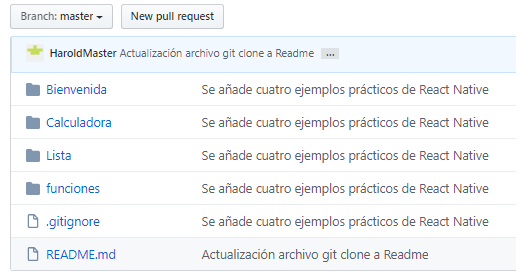 Branch: master New pull request
HaroldMaster Actualización archivo git clone a Readme ...
Bienvenida Se añade cuatro ejemplos prácticos de React Native
Calculadora Se añade cuatro ejemplos prácticos de React Native
Lista Se añade cuatro ejemplos prácticos de React Native
funciones Se añade cuatro ejemplos prácticos de React Native
.gitignore Se añade cuatro ejemplos prácticos de React Native
README.md Actualización archivo git clone a Readme